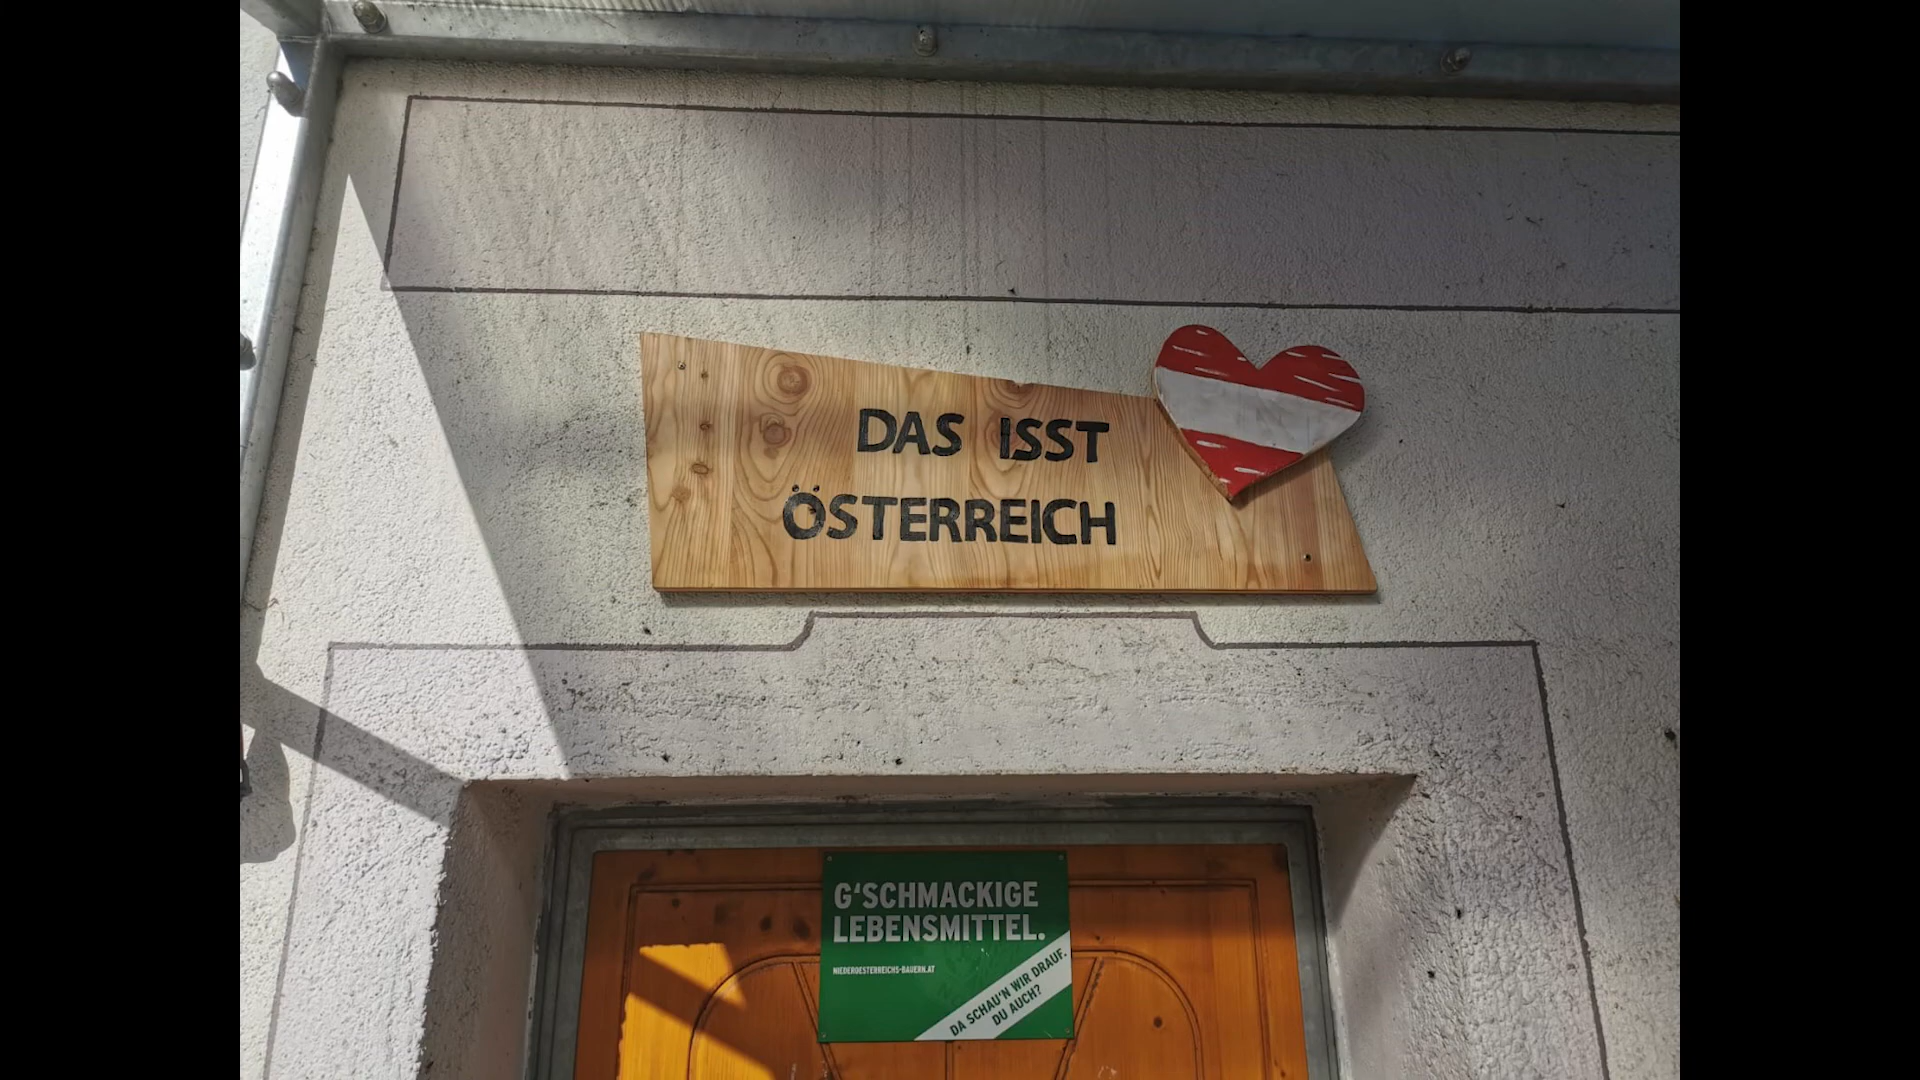 DAS ISST
ÖSTERREICH
G‘SCHMACKIGE
LEBENSMITTEL.
NIEDEROESTERREICHS-BAUERN.AT
DA SCHAU'N WIR DRAUF.
DU AUCH?